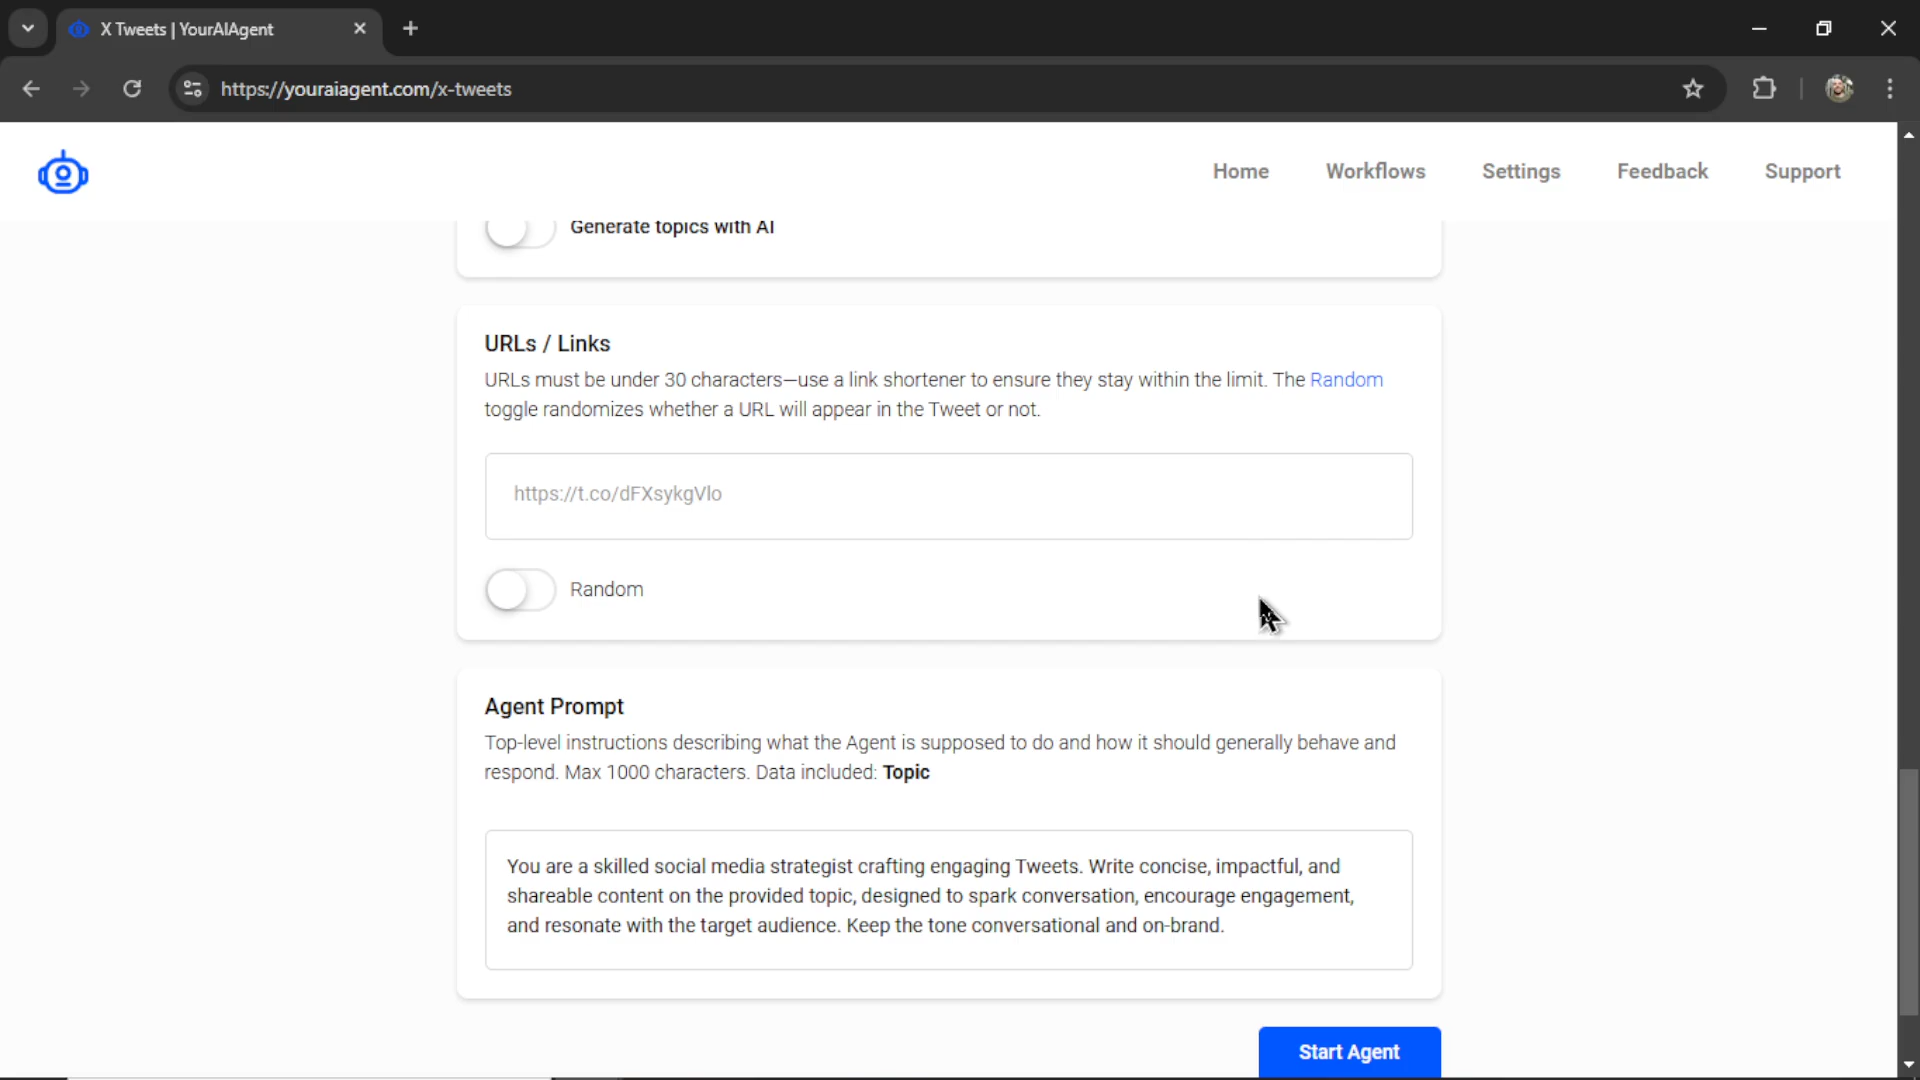 X Tweets | YourAIAgent
https://youraiagent.com/x-tweets
Home Workflows Settings Feedback Support
Generate topics with AI
URLs / Links
URLs must be under 30 characters—use a link shortener to ensure they stay within the limit. The Random
toggle randomizes whether a URL will appear in the Tweet or not.
https://t.co/dFXsykgVlo
Random
Agent Prompt
Top-level instructions describing what the Agent is supposed to do and how it should generally behave and
respond. Max 1000 characters. Data included: Topic
You are a skilled social media strategist crafting engaging Tweets. Write concise, impactful, and
shareable content on the provided topic, designed to spark conversation, encourage engagement,
and resonate with the target audience. Keep the tone conversational and on-brand.
Start Agent